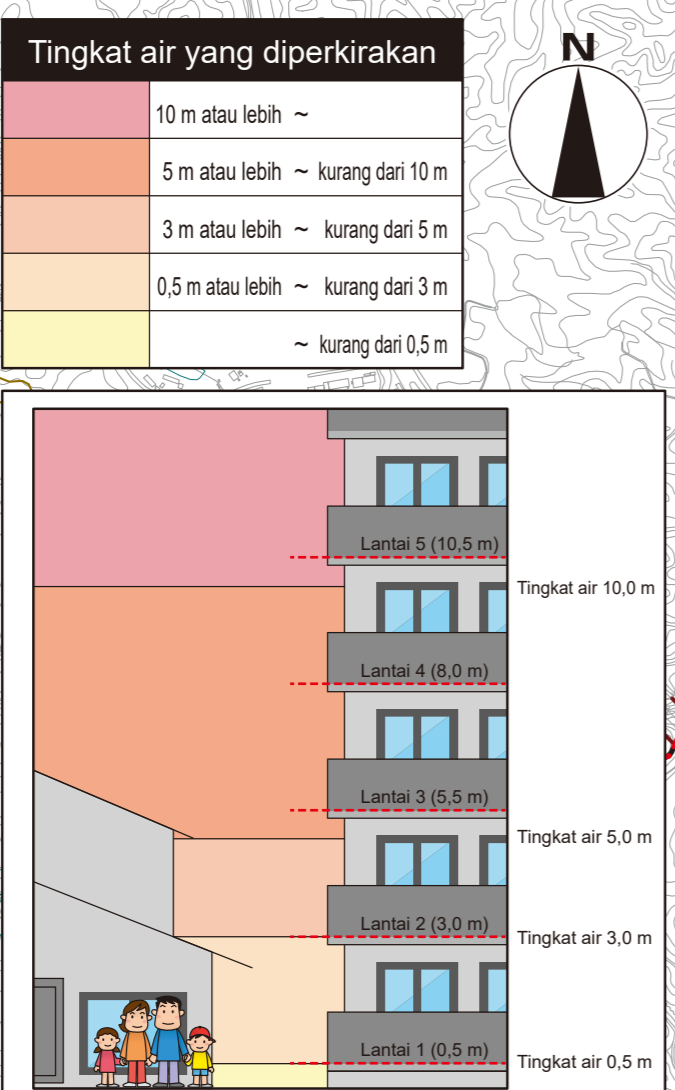 Tingkat air yang diperkirakan
N
10 m atau lebih ~
5 m atau lebih ~ kurang dari 10 m
3 m atau lebih ~ kurang dari 5 m
0,5 m atau lebih ~ kurang dari 3 m
~ kurang dari 0,5 m
Lantai 5 (10,5 m)
Tingkat air 10,0 m
Lantai 4 (8,0 m)
Lantai 3 (5,5 m)
Tingkat air 5,0 m
Lantai 2 (3,0 m)
Tingkat air 3,0 m
Lantai 1 (0,5 m)
Tingkat air 0,5 m